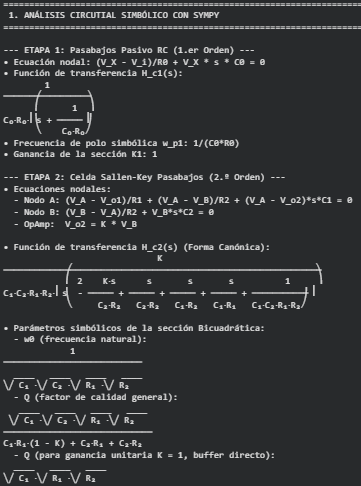 ================================================================
1. ANÁLISIS CIRCUTIAL SIMBÓLICO CON SYMPY
================================================================
--- ETAPA 1: Pasabajos Pasivo RC (1.er Orden) ---
• Ecuación nodal: (V_X - V_i)/R0 + V_X * s * C0 = 0
• Función de transferencia H_c1(s):
1
────────────────
⎛      1  ⎞
C₀⋅R₀⋅⎜s + ─────⎟
⎝    C₀⋅R₀⎠
• Frecuencia de polo simbólica w_p1: 1/(C0*R0)
• Ganancia de la sección K1: 1
--- ETAPA 2: Celda Sallen-Key Pasabajos (2.º Orden) ---
• Ecuaciones nodales:
- Nodo A: (V_A - V_o1)/R1 + (V_A - V_B)/R2 + (V_A - V_o2)*s*C1 = 0
- Nodo B: (V_B - V_A)/R2 + V_B*s*C2 = 0
- OpAmp: V_o2 = K * V_B
• Función de transferencia H_c2(s) (Forma Canónica):
K
────────────────────────────────────────────────────────────
⎛ 2    K⋅s      s       s       s         1     ⎞
C₁⋅C₂⋅R₁⋅R₂⋅⎜s  - ───── + ───── + ───── + ───── + ───────────⎟
⎝    C₂⋅R₂   C₂⋅R₂   C₁⋅R₂   C₁⋅R₁   C₁⋅C₂⋅R₁⋅R₂⎠
• Parámetros simbólicos de la sección Bicuadrática:
- w0 (frecuencia natural):
1
───────────────────────────
√C₁ ⋅√C₂ ⋅√R₁ ⋅√R₂
- Q (factor de calidad general):
√C₁ ⋅√C₂ ⋅√R₁ ⋅√R₂
─────────────────────────────
C₁⋅R₁⋅(1 - K) + C₂⋅R₁ + C₂⋅R₂
- Q (para ganancia unitaria K = 1, buffer directo):
√C₁ ⋅√R₁ ⋅√R₂